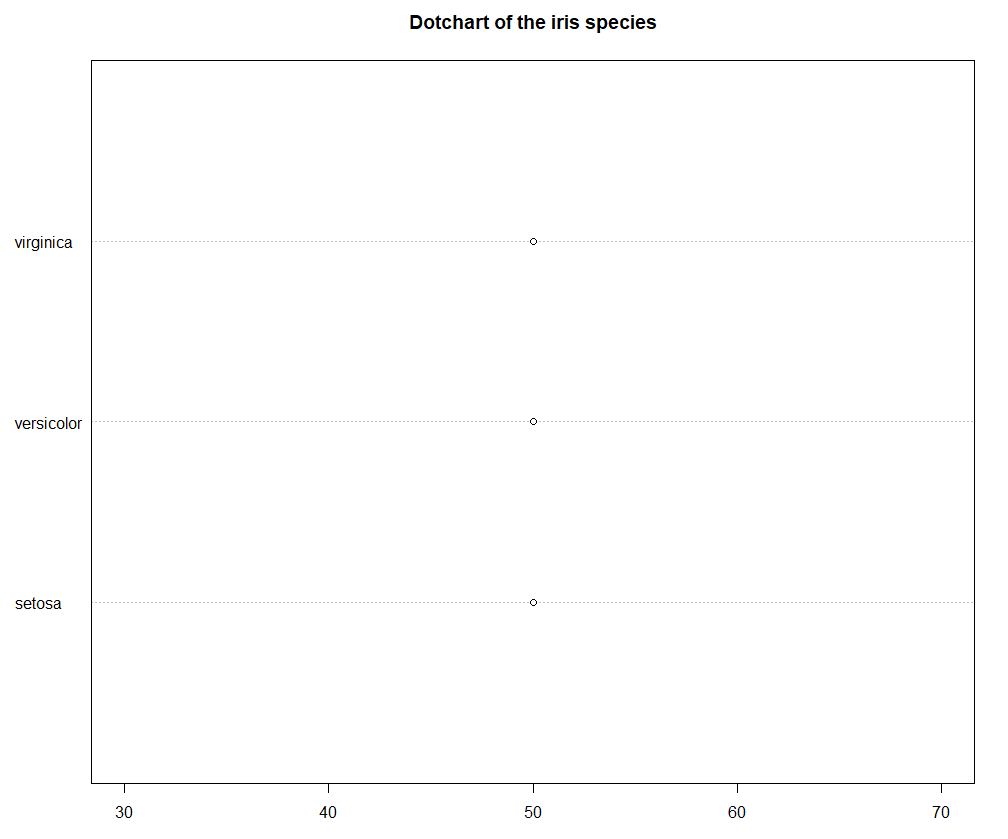 Dotchart of the iris species
virginica
versicolor
setosa
30 40 50 60 70